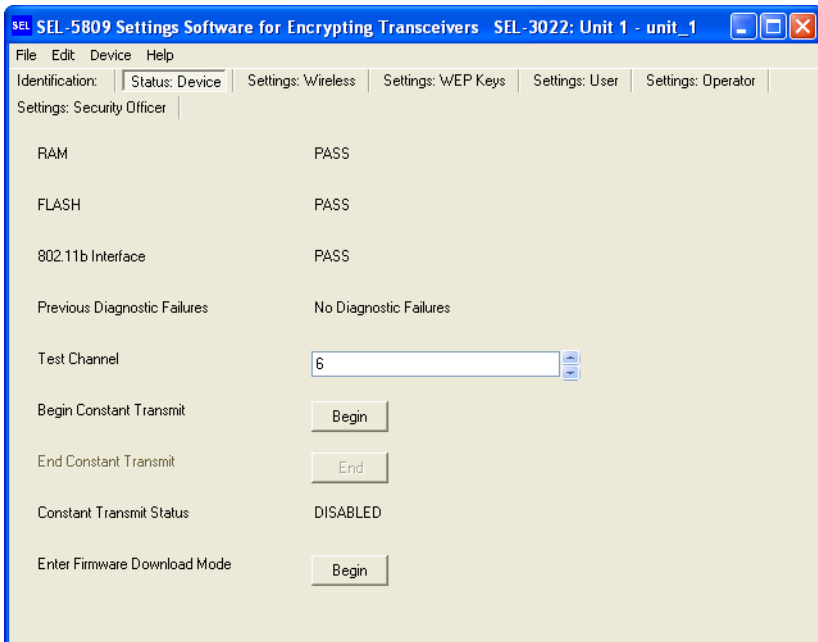 SEL SEL-5809 Settings Software for Encrypting Transceivers SEL-3022: Unit 1 - unit_1
File Edit Device Help
Identification: Status: Device Settings: Wireless Settings: WEP Keys Settings: User Settings: Operator
Settings: Security Officer
RAM PASS
FLASH PASS
802.11b Interface PASS
Previous Diagnostic Failures No Diagnostic Failures
Test Channel 6
Begin Constant Transmit Begin
End Constant Transmit End
Constant Transmit Status DISABLED
Enter Firmware Download Mode Begin